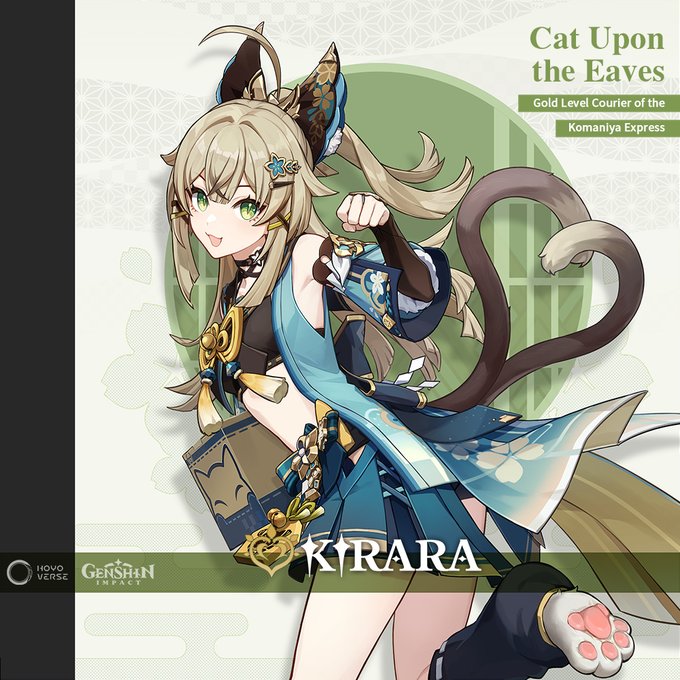 Cat Upon
the Eaves
Gold Level Courier of the
Komaniya Express
KIRARA
HOYO
VERSE
GENSHIN
IMPACT